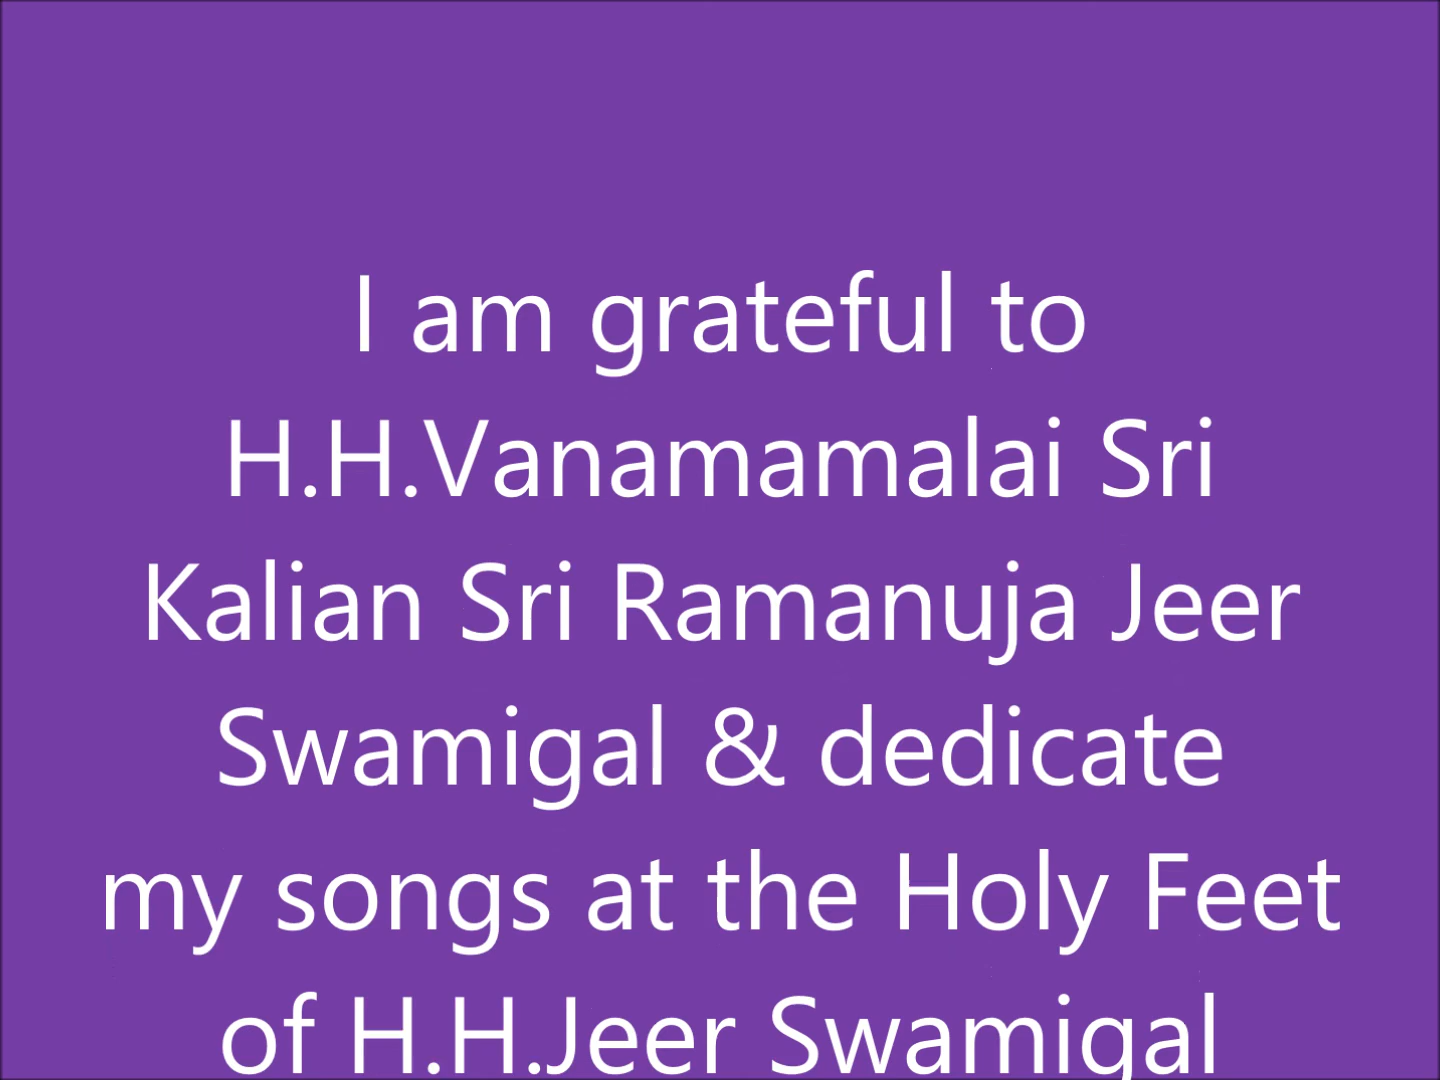 I am grateful to
H.H.Vanamamalai Sri
Kalian Sri Ramanuja Jeer
Swamigal & dedicate
my songs at the Holy Feet
of H.H.Jeer Swamigal